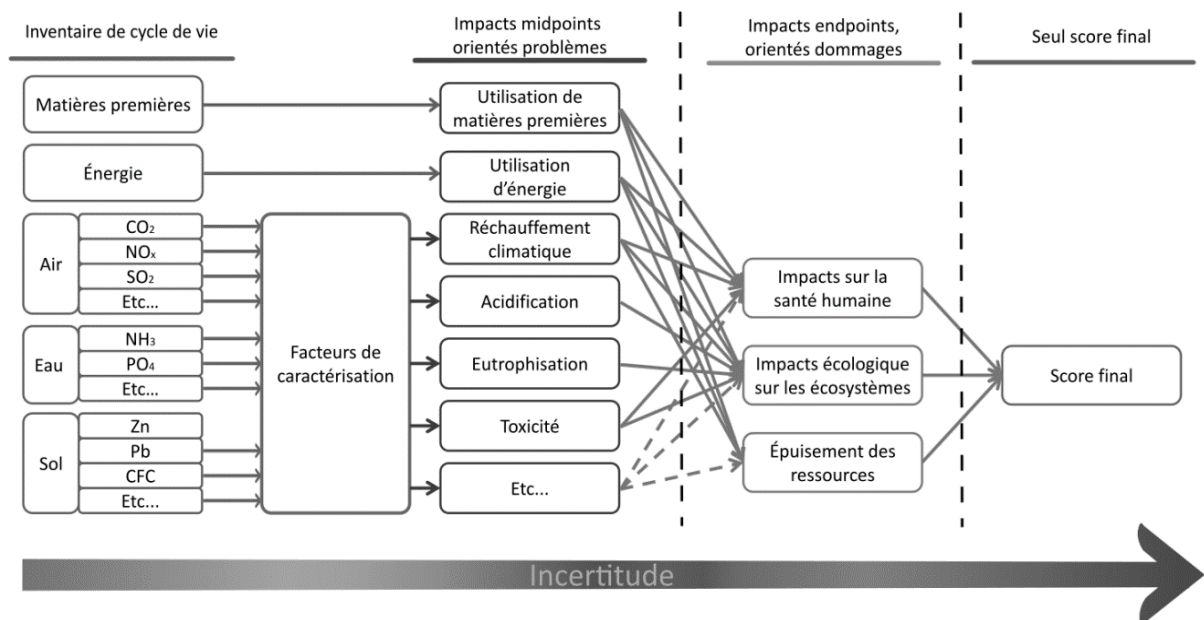 Inventaire de cycle de vie
Impacts midpoints
orientés problèmes
Impacts endpoints,
orientés dommages
Seul score final
Matières premières
Énergie
Air
CO₂
NOₓ
SO₂
Etc...
Eau
NH₃
PO₄
Etc...
Sol
Zn
Pb
CFC
Etc...
Facteurs de
caractérisation
Utilisation de
matières premières
Utilisation
d’énergie
Réchauffement
climatique
Acidification
Eutrophisation
Toxicité
Etc...
Impacts sur la
santé humaine
Impacts écologique
sur les écosystèmes
Épuisement des
ressources
Score final
Incertitude